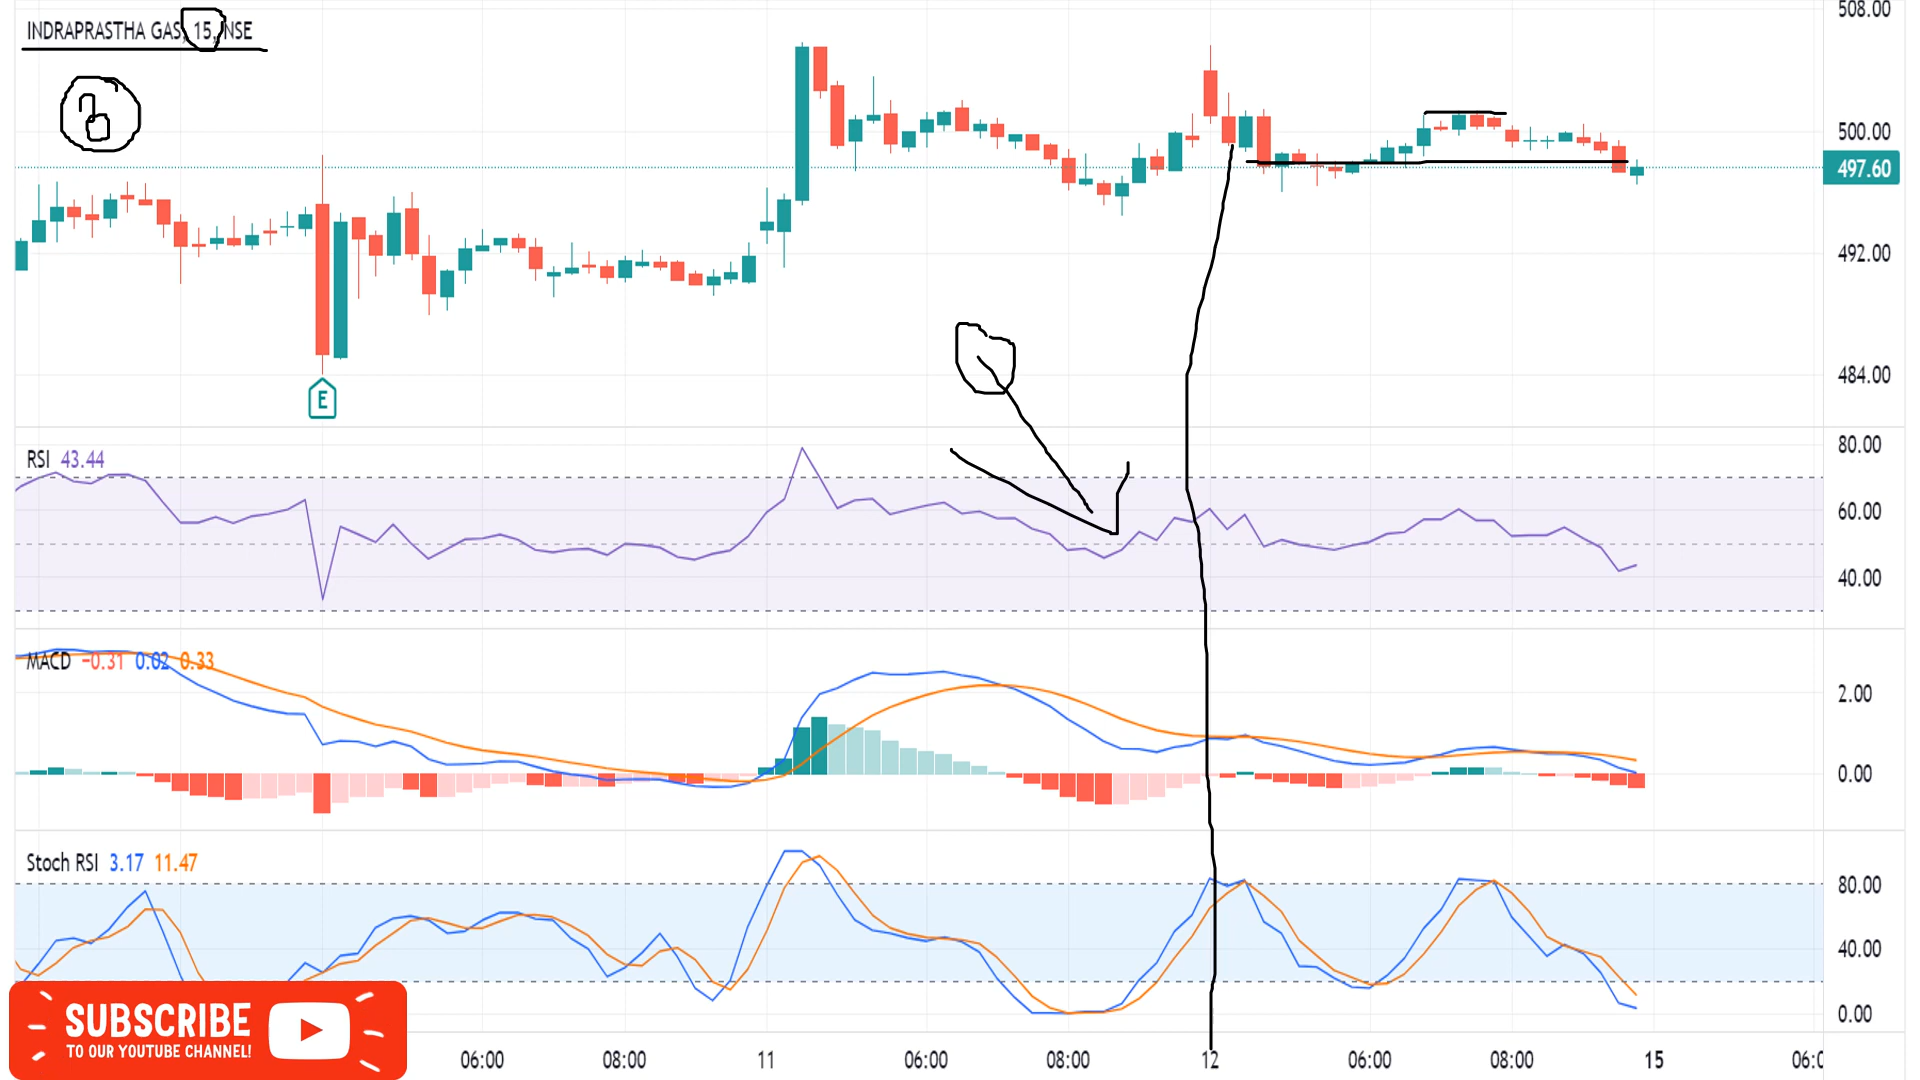 508.00
INDRAPRASTHA GAS, 15, NSE
500.00
497.60
492.00
484.00
E
RSI 43.44
80.00
60.00
40.00
MACD −0.31 0.02 0.33
2.00
0.00
Stoch RSI 3.17 11.47
80.00
40.00
0.00
SUBSCRIBE
TO OUR YOUTUBE CHANNEL!
06:00 08:00 11 06:00 08:00 12 06:00 08:00 15 06:0